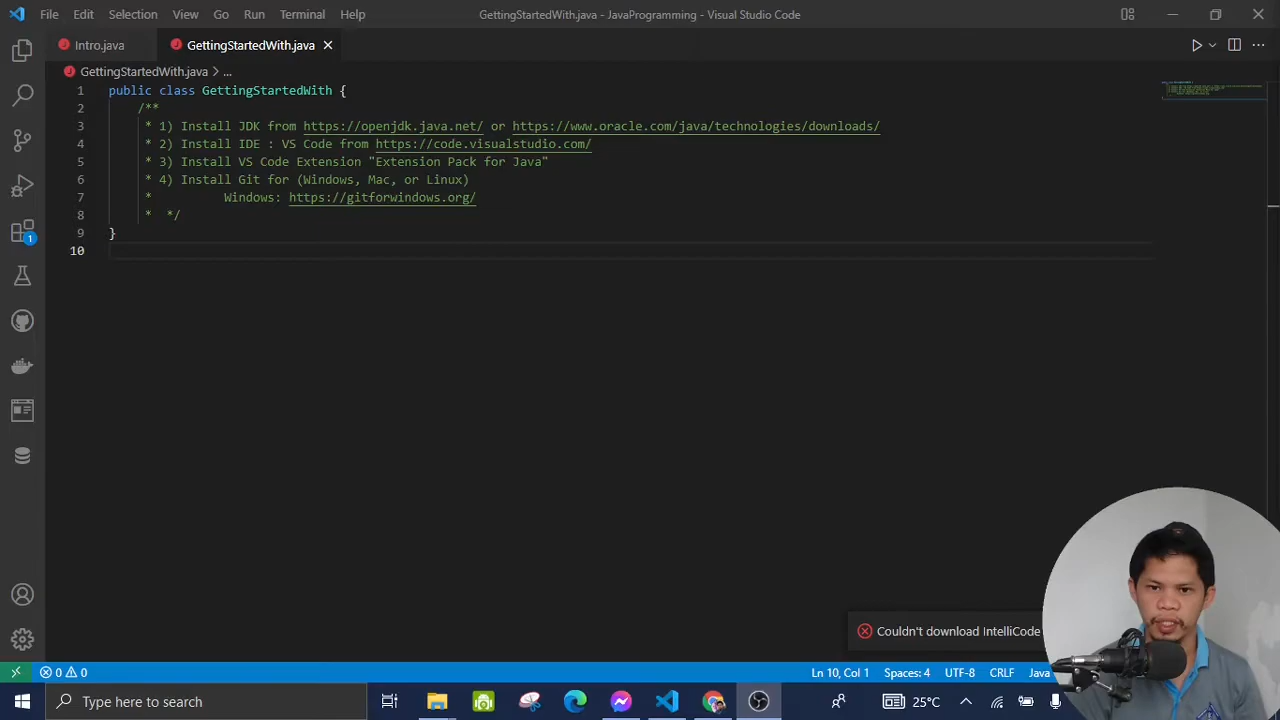 File Edit Selection View Go Run Terminal Help GettingStartedWith.java - JavaProgramming - Visual Studio Code
Intro.java GettingStartedWith.java
GettingStartedWith.java > ...
1 public class GettingStartedWith {
2 /**
3 * 1) Install JDK from https://openjdk.java.net/ or https://www.oracle.com/java/technologies/downloads/
4 * 2) Install IDE : VS Code from https://code.visualstudio.com/
5 * 3) Install VS Code Extension "Extension Pack for Java"
6 * 4) Install Git for (Windows, Mac, or Linux)
7 * Windows: https://gitforwindows.org/
8 * */
9 }
10
1
Couldn't download IntelliCode
0 0 Ln 10, Col 1 Spaces: 4 UTF-8 CRLF Java
Type here to search 25°C